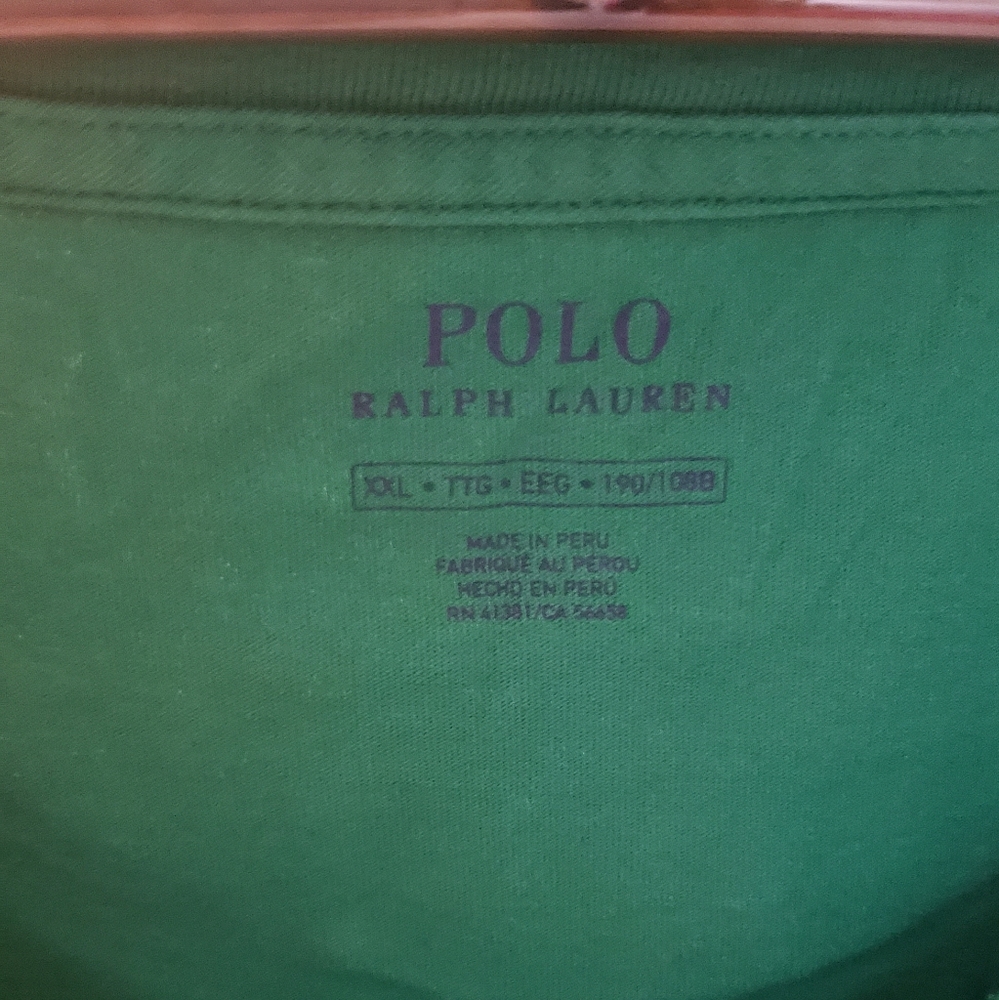 POLO
RALPH LAUREN
XXL • TTG • EEG • 190/108B
MADE IN PERU
FABRIQUÉ AU PÉROU
HECHO EN PERÚ
RN 41381/CA 56658